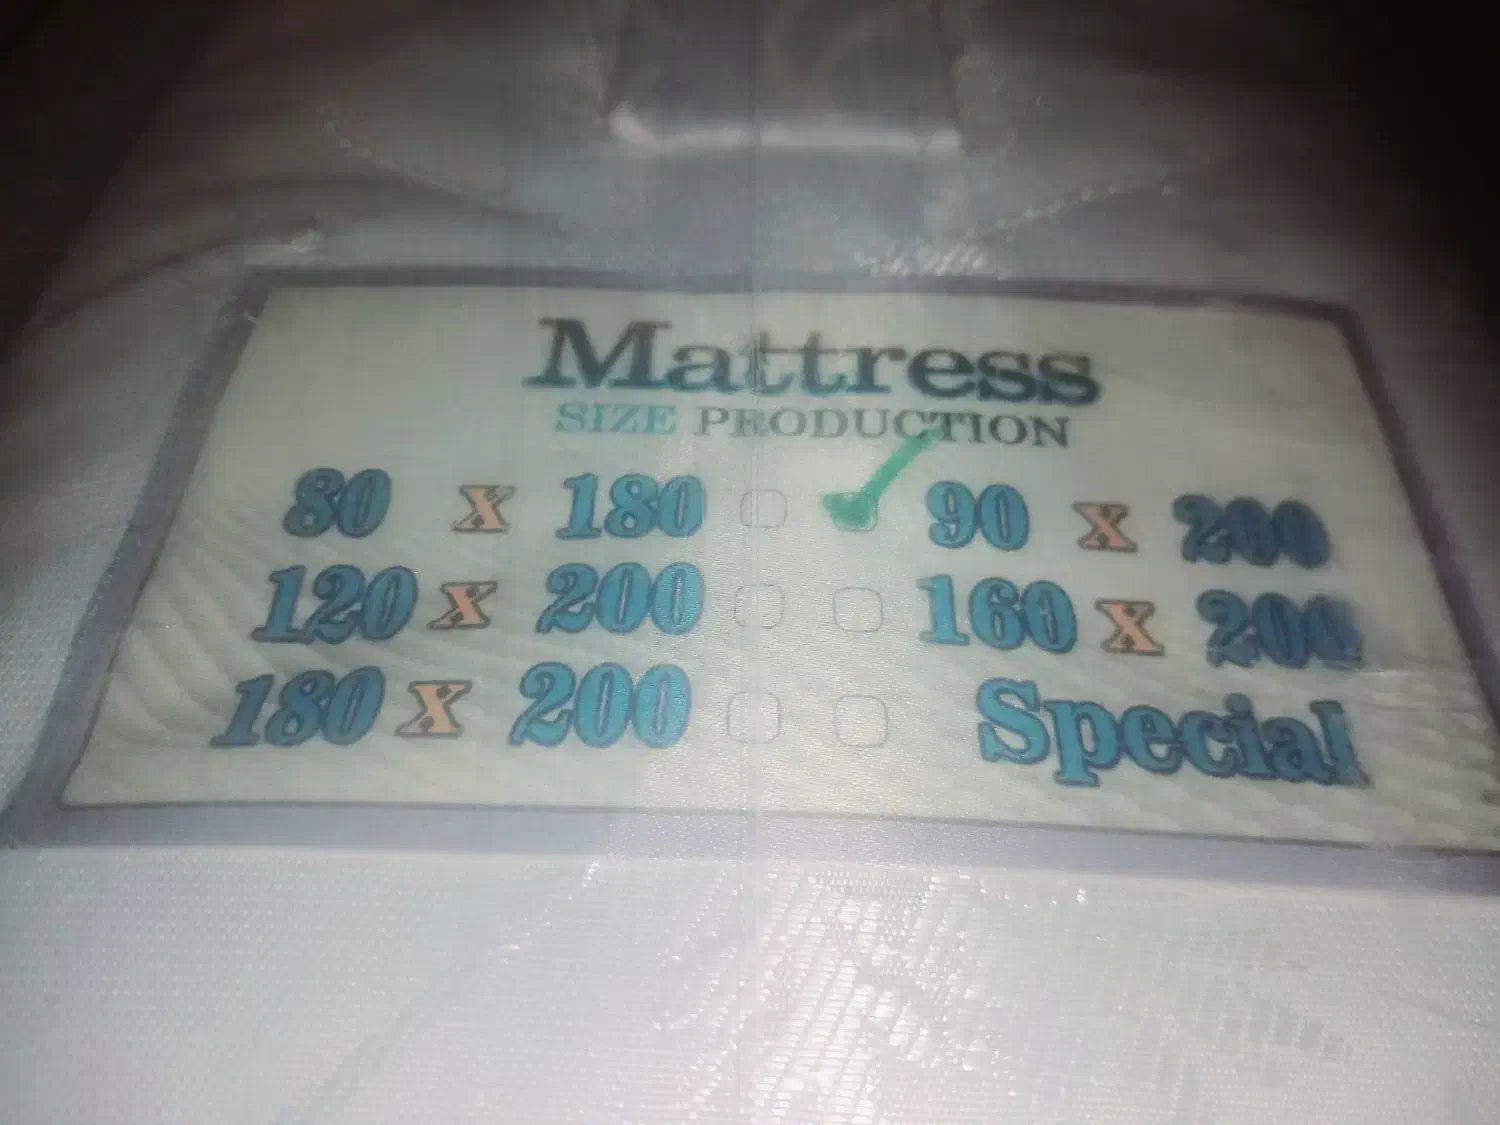 Mattress
SIZE PRODUCTION
80 x 180 90 x 200
120 x 200 160 x 200
180 x 200 Special